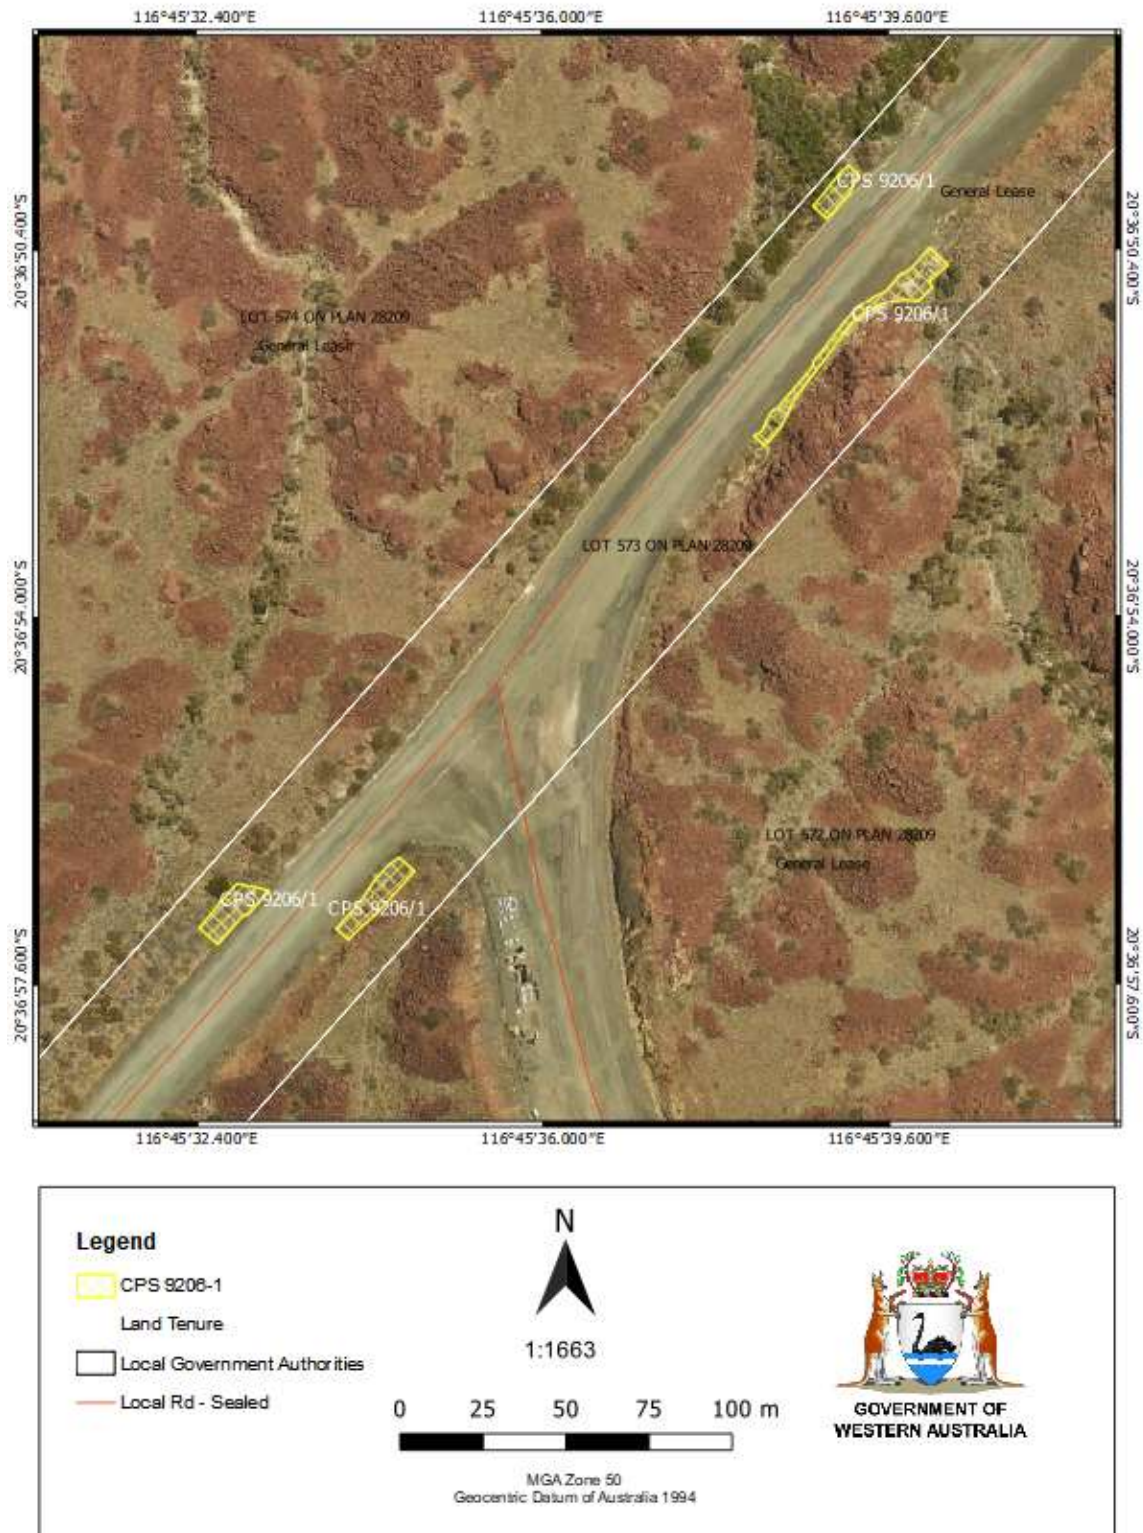 116°45'32.400"E 116°45'36.000"E 116°45'39.600"E
20°36'50.400"S
20°36'50.400"S
CPS 9206/1
General Lease
CPS 9206/1
LOT 574 ON PLAN 28209
General Lease
LOT 573 ON PLAN 28209
20°36'54.000"S
20°36'54.000"S
LOT 572 ON PLAN 28209
General Lease
CPS 9206/1
CPS 9206/1
20°36'57.600"S
20°36'57.600"S
116°45'32.400"E 116°45'36.000"E 116°45'39.600"E
Legend
CPS 9206-1
Land Tenure
Local Government Authorities
Local Rd - Sealed
N
1:1663
0 25 50 75 100 m
MGA Zone 50
Geocentric Datum of Australia 1994
GOVERNMENT OF
WESTERN AUSTRALIA